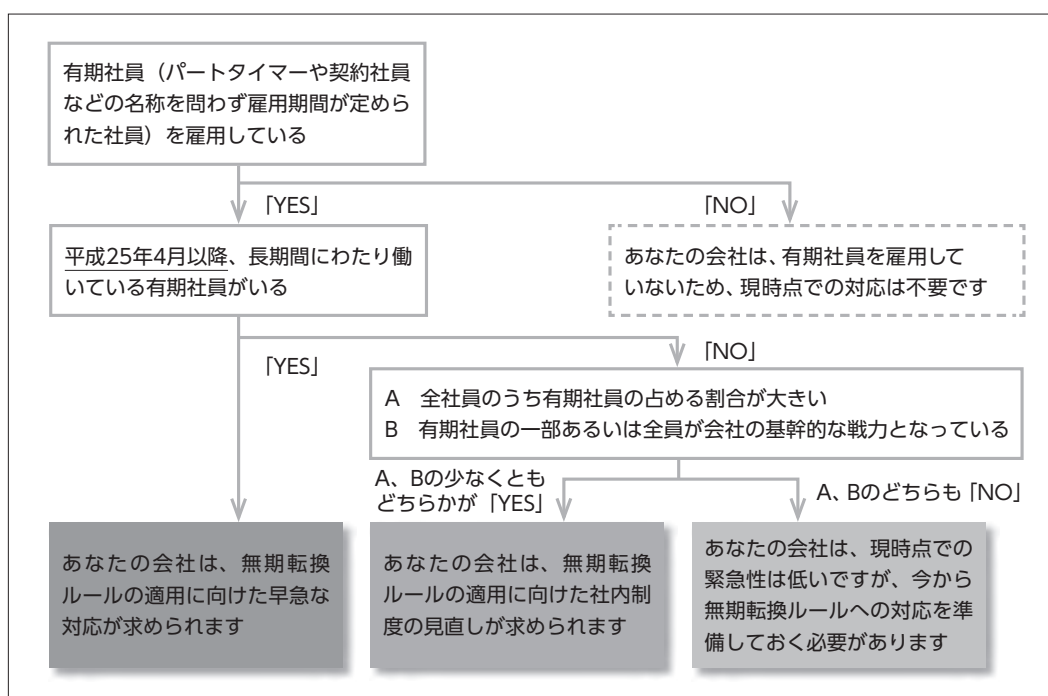 有期社員（パートタイマーや契約社員
などの名称を問わず雇用期間が定めら
れた社員）を雇用している
「YES」
「NO」
平成25年4月以降、長期間にわたり働
いている有期社員がいる
あなたの会社は、有期社員を雇用して
いないため、現時点での対応は不要です
「YES」
「NO」
A　全社員のうち有期社員の占める割合が大きい
B　有期社員の一部あるいは全員が会社の基幹的な戦力となっている
A、Bの少なくとも
どちらかが「YES」
A、Bのどちらも「NO」
あなたの会社は、無期転換
ルールの適用に向けた早急な
対応が求められます
あなたの会社は、無期転換
ルールの適用に向けた社内制
度の見直しが求められます
あなたの会社は、現時点での
緊急性は低いですが、今から
無期転換ルールへの対応を準
備しておく必要があります